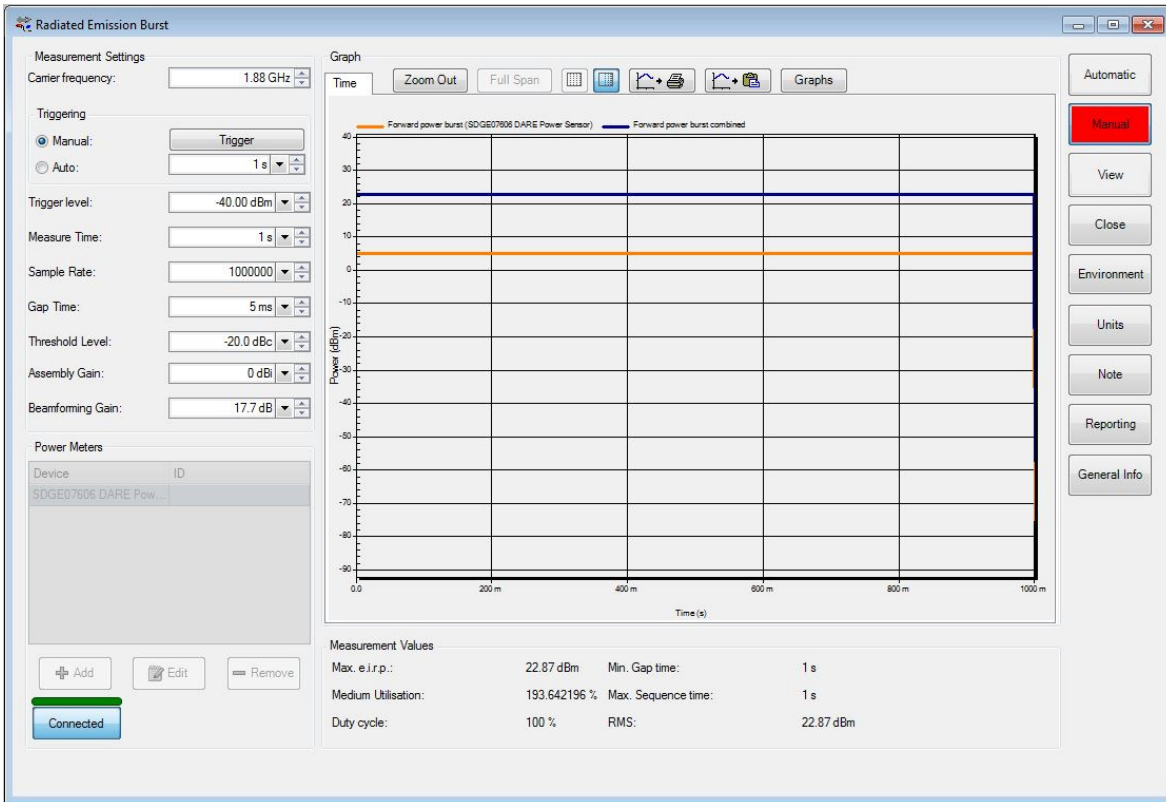 Radiated Emission Burst
Measurement Settings
Carrier frequency: 1.88 GHz
Triggering
Manual: Trigger
Auto: 1 s
Trigger level: -40.00 dBm
Measure Time: 1 s
Sample Rate: 1000000
Gap Time: 5 ms
Threshold Level: -20.0 dBc
Assembly Gain: 0 dBi
Beamforming Gain: 17.7 dB
Power Meters
Device ID
SDGE07606 DARE Pow...
Add Edit Remove
Connected
Graph
Time Zoom Out Full Span Graphs
Forward power burst (SDGE07606 DARE Power Sensor) Forward power burst combined
40
30
20
10
0
-10
-20
-30
-40
-50
-60
-70
-80
-90
Power (dBm)
0.0 200 m 400 m 600 m 800 m 1000 m
Time (s)
Measurement Values
Max. e.i.r.p.: 22.87 dBm Min. Gap time: 1 s
Medium Utilisation: 193.642196 % Max. Sequence time: 1 s
Duty cycle: 100 % RMS: 22.87 dBm
Automatic
Manual
View
Close
Environment
Units
Note
Reporting
General Info